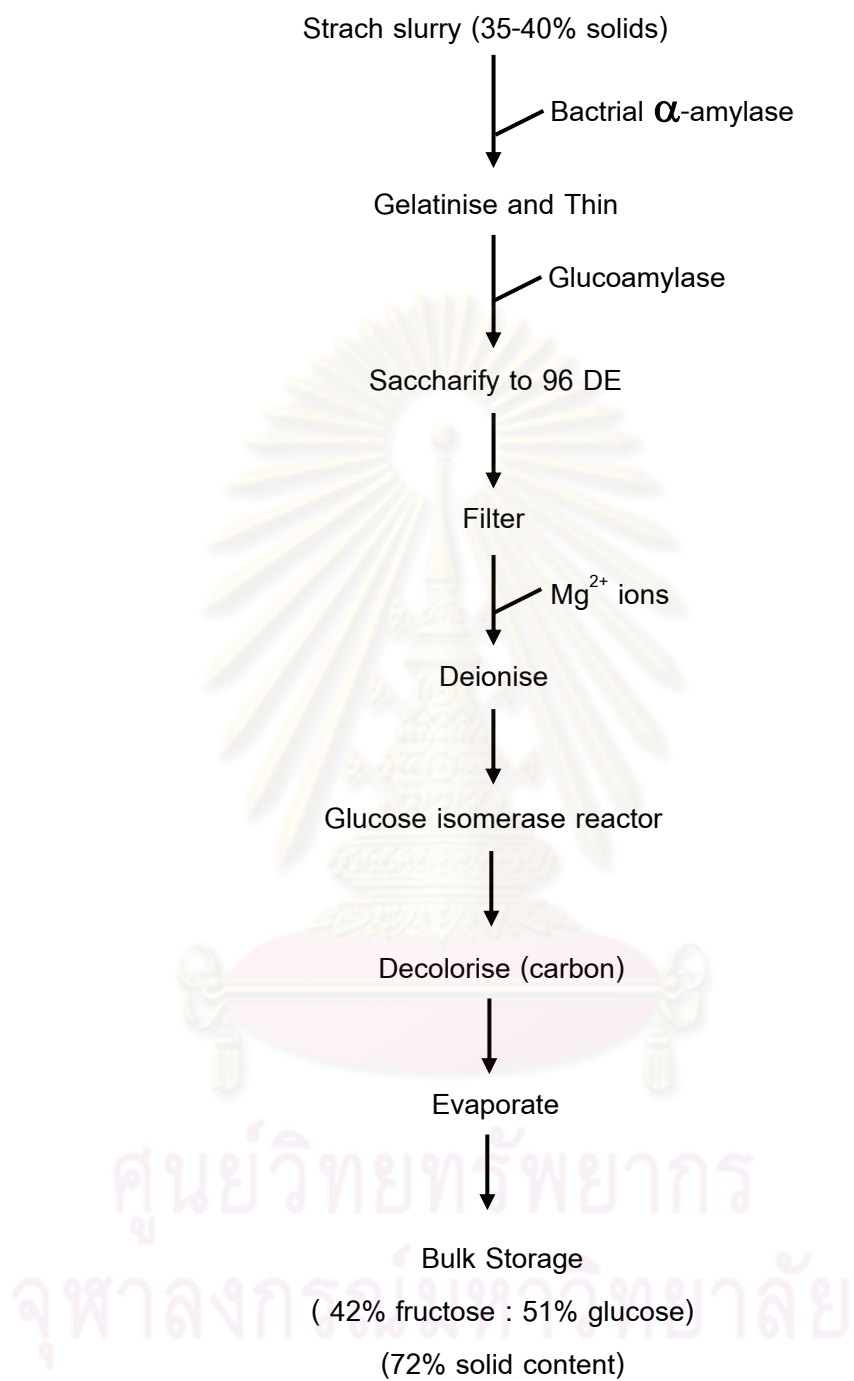 Strach slurry (35-40% solids)
Bactrial α-amylase
Gelatinise and Thin
Glucoamylase
Saccharify to 96 DE
Filter
Mg²⁺ ions
Deionise
Glucose isomerase reactor
Decolorise (carbon)
Evaporate
Bulk Storage
( 42% fructose : 51% glucose)
(72% solid content)
ศูนย์วิทยทรัพยากร
จุฬาลงกรณ์มหาวิทยาลัย